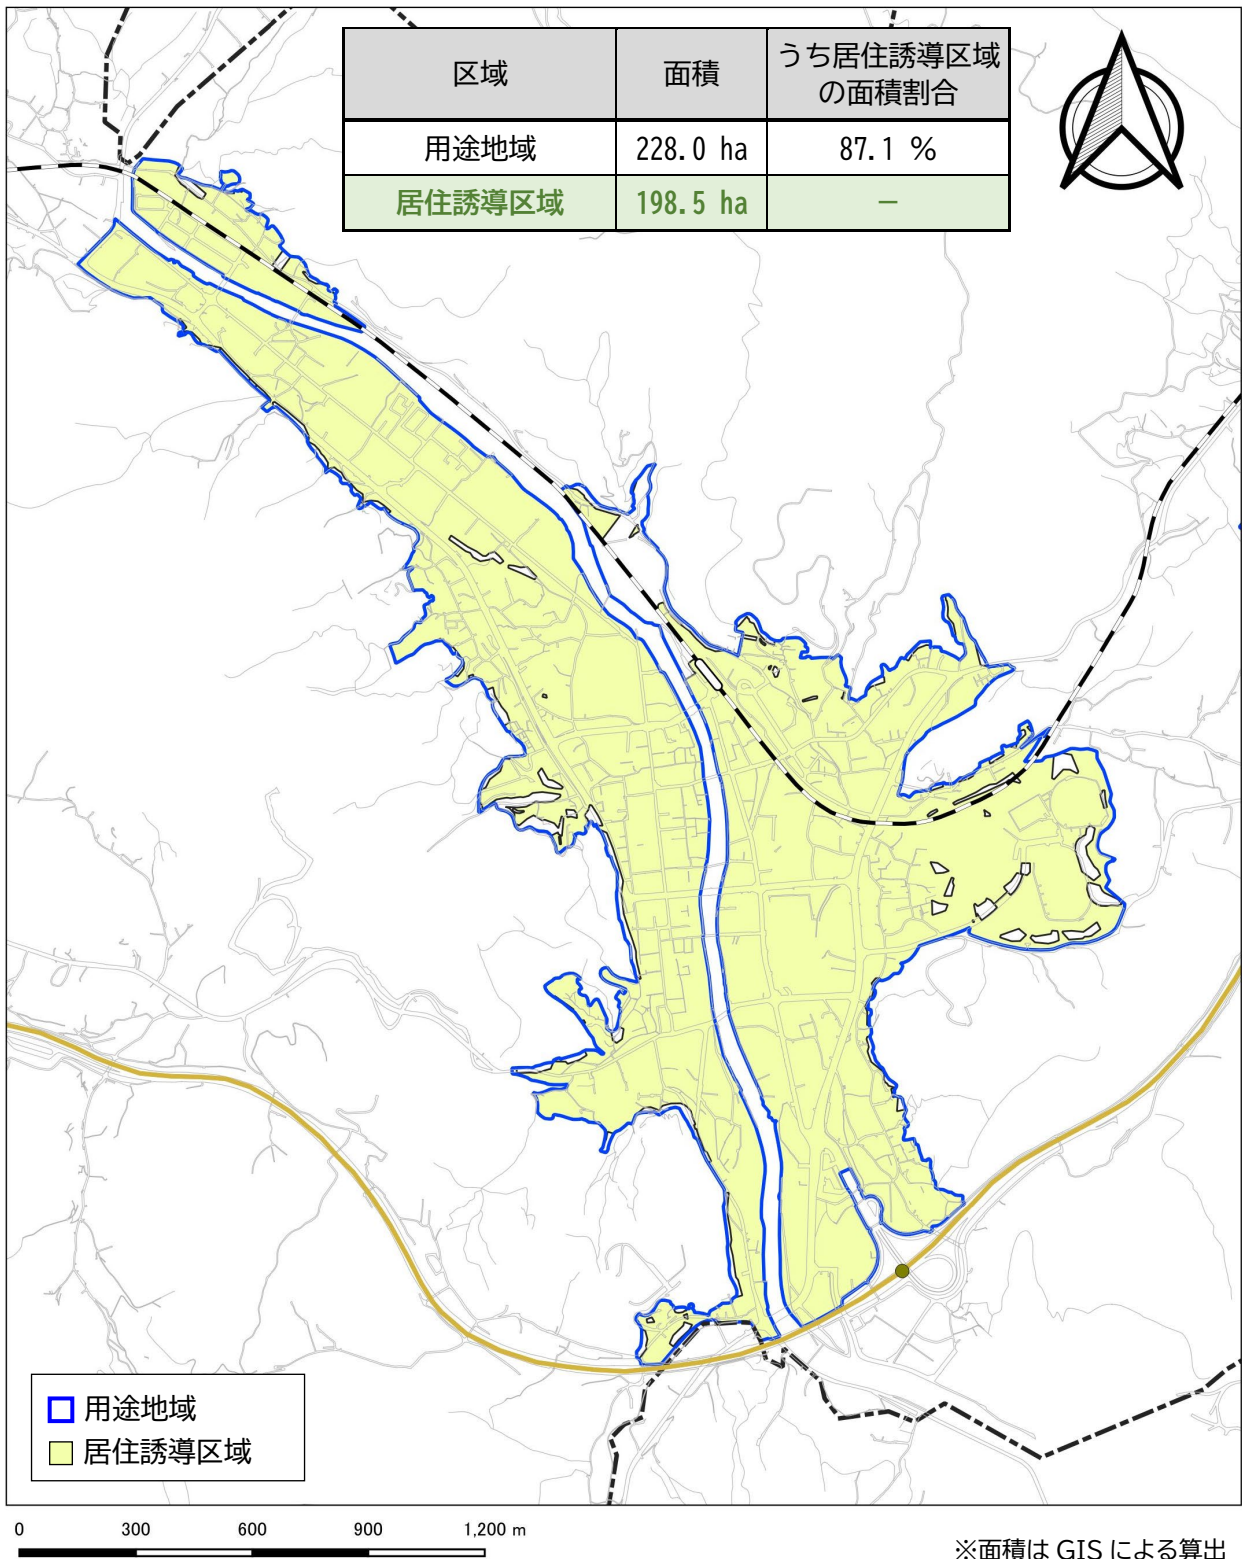 区域 面積 うち居住誘導区域
の面積割合
用途地域 228.0 ha 87.1 %
居住誘導区域 198.5 ha －
用途地域
居住誘導区域
0 300 600 900 1,200 m
※面積は GIS による算出